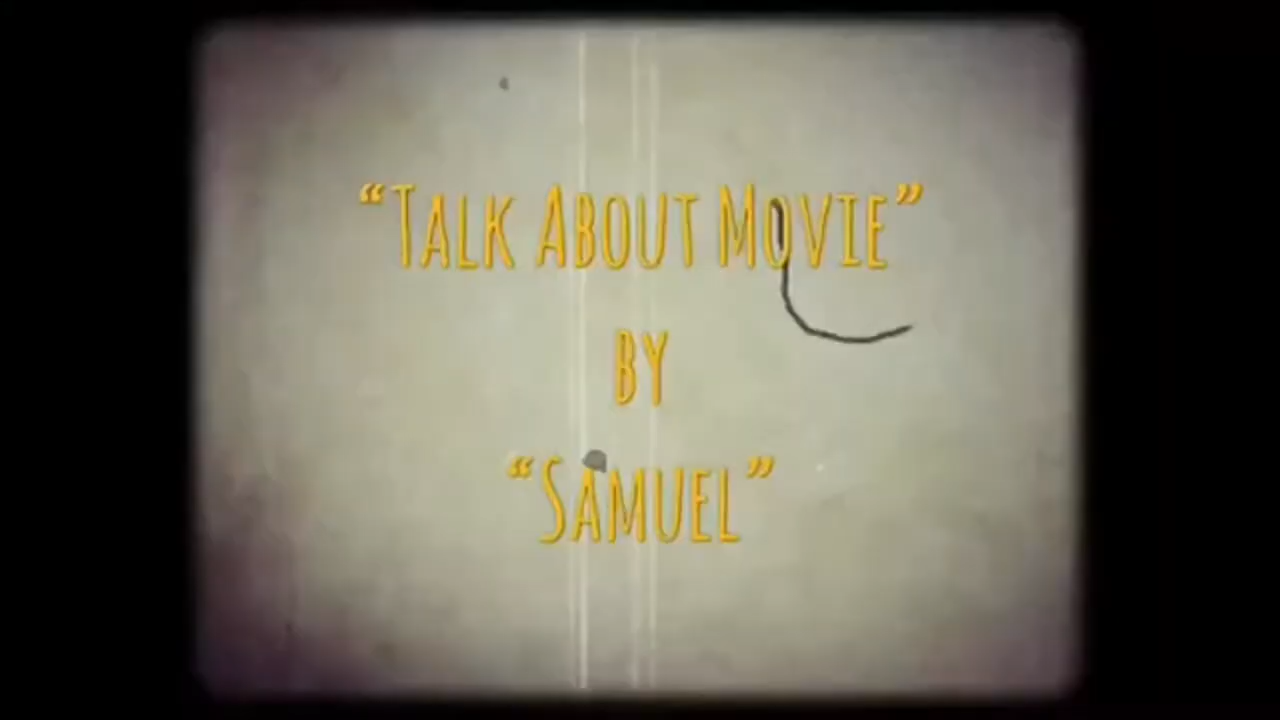 “Talk About Movie”
by
“Samuel”